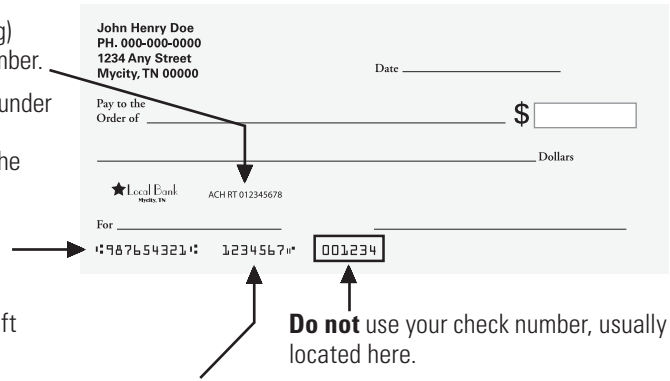 g)
mber.
under
he
ft
John Henry Doe
PH. 000-000-0000
1234 Any Street
Mycity, TN 00000
Date
Pay to the
Order of
$
Dollars
Local Bank
Mycity, TN
ACH RT 012345678
For
⑆987654321⑆ 1234567⑈ 001234
Do not use your check number, usually
located here.